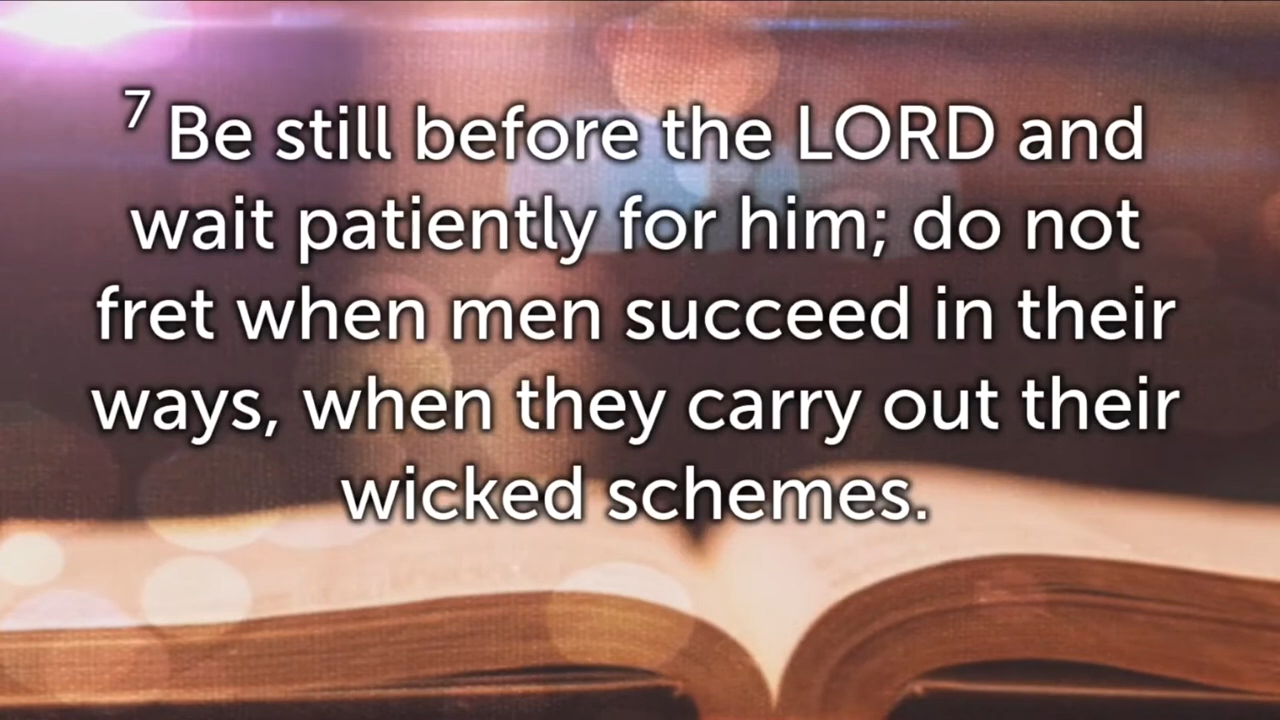 7 Be still before the LORD and
wait patiently for him; do not
fret when men succeed in their
ways, when they carry out their
wicked schemes.